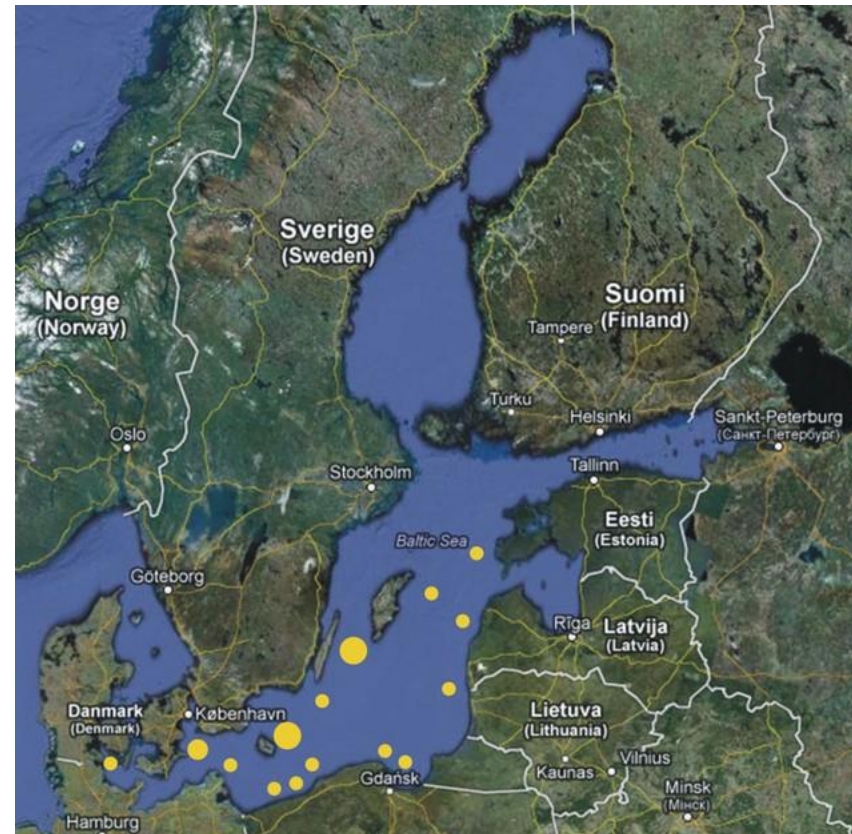 Sverige
(Sweden)
Norge
(Norway)
Suomi
(Finland)
Tampere
Turku
Helsinki
Sankt-Peterburg
(Санкт-Петербург)
Oslo
Stockholm
Tallinn
Eesti
(Estonia)
Baltic Sea
Göteborg
Rīga
Latvija
(Latvia)
Danmark
(Denmark)
København
Lietuva
(Lithuania)
Vilnius
Kaunas
Gdańsk
Minsk
(Мінск)
Hamburg